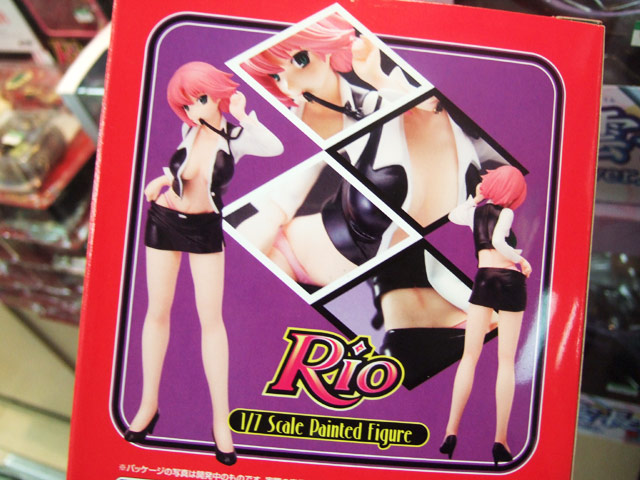 Rio
1/7 Scale Painted Figure
※パッケージの写真は開発中のものです。